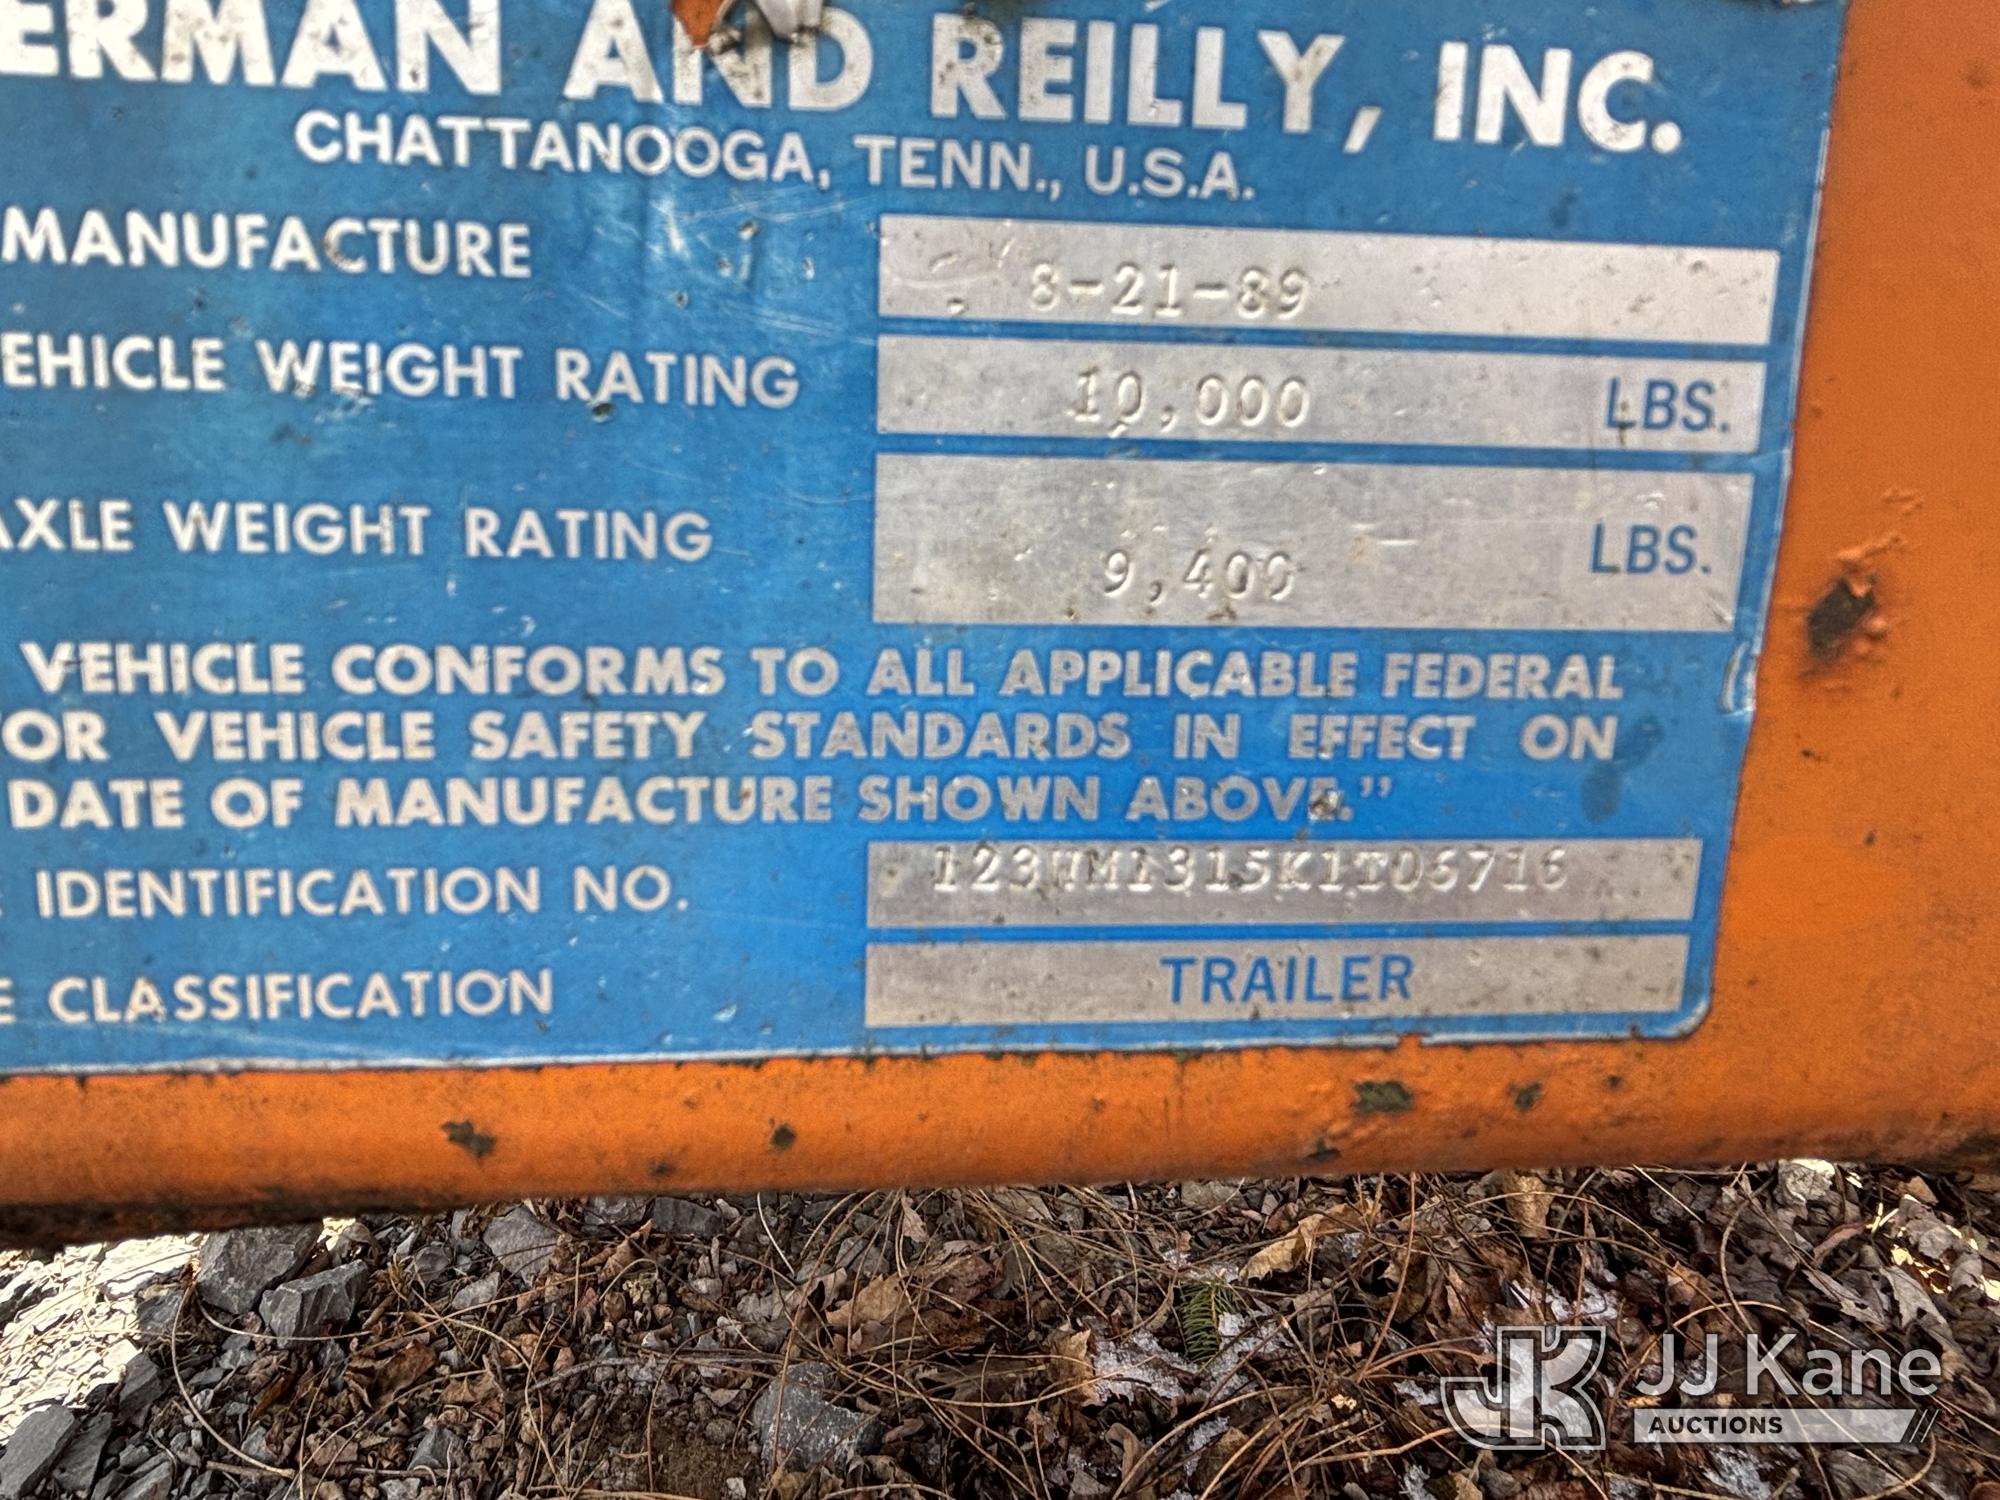 ERMAN AND REILLY, INC.
CHATTANOOGA, TENN., U.S.A.
MANUFACTURE 8-21-89
EHICLE WEIGHT RATING 10,000 LBS.
AXLE WEIGHT RATING 9,400 LBS.
VEHICLE CONFORMS TO ALL APPLICABLE FEDERAL
OR VEHICLE SAFETY STANDARDS IN EFFECT ON
DATE OF MANUFACTURE SHOWN ABOVE."
E IDENTIFICATION NO. 123WM1315K1T06716
E CLASSIFICATION TRAILER
JK JJ Kane
AUCTIONS